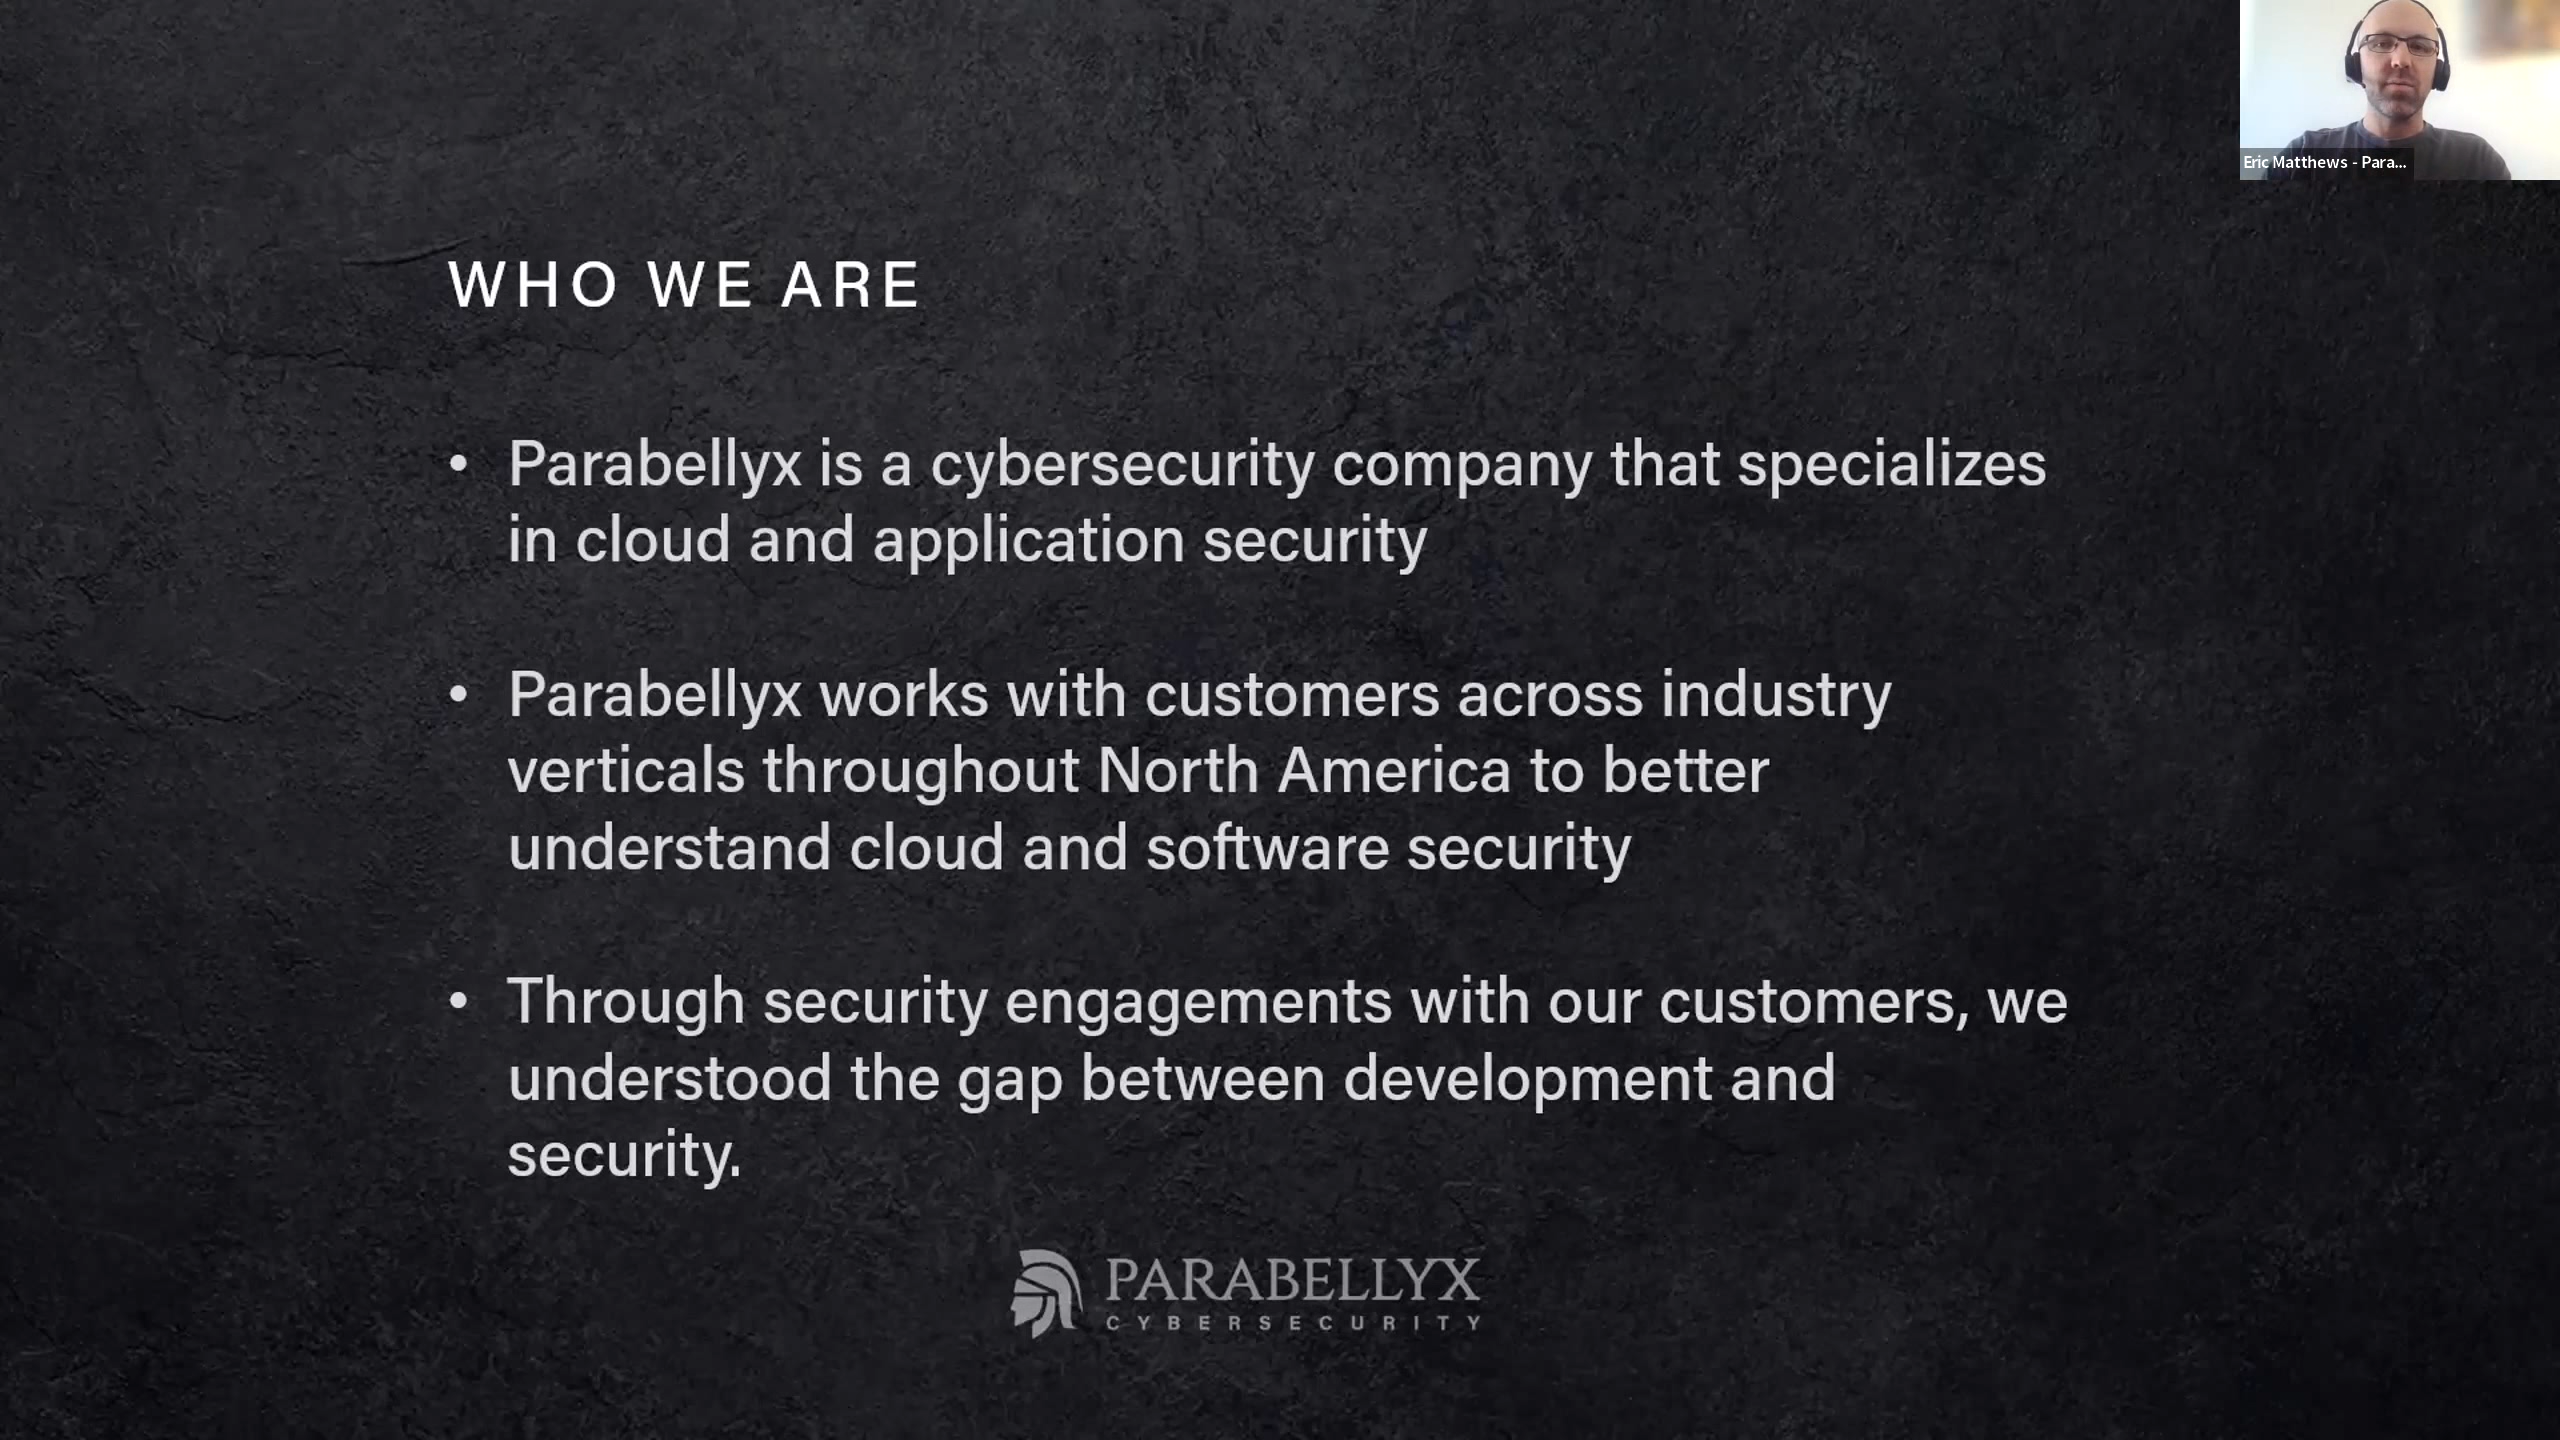 Eric Matthews - Para...
WHO WE ARE
• Parabellyx is a cybersecurity company that specializes
in cloud and application security
• Parabellyx works with customers across industry
verticals throughout North America to better
understand cloud and software security
• Through security engagements with our customers, we
understood the gap between development and
security.
PARABELLYX
CYBERSECURITY